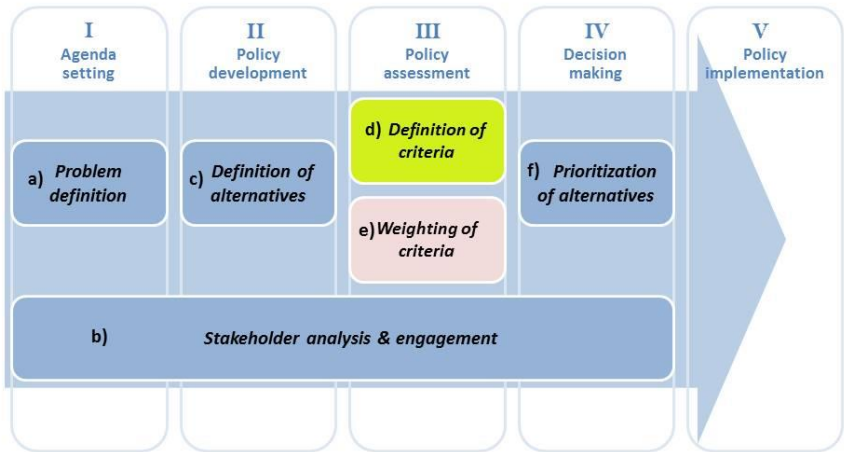 I
Agenda
setting
II
Policy
development
III
Policy
assessment
IV
Decision
making
V
Policy
implementation
a) Problem
definition
c) Definition of
alternatives
d) Definition of
criteria
e) Weighting of
criteria
f) Prioritization
of alternatives
b) Stakeholder analysis & engagement